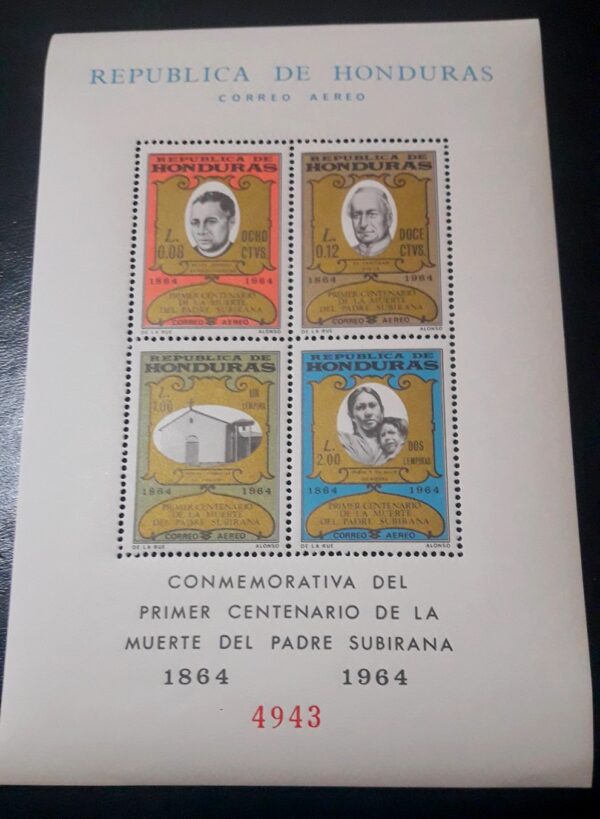 REPUBLICA DE HONDURAS
CORREO AEREO
REPUBLICA DE
HONDURAS
L.
0.08
OCHO
CTVS.
1864 1964
PRIMER CENTENARIO
DE LA MUERTE
DEL PADRE SUBIRANA
CORREO AEREO
DE LA RUE ALONSO
REPUBLICA DE
HONDURAS
L.
0.12
DOCE
CTVS.
1864 1964
PRIMER CENTENARIO
DE LA MUERTE
DEL PADRE SUBIRANA
CORREO AEREO
DE LA RUE ALONSO
REPUBLICA DE
HONDURAS
L.
1.00
UN
LEMPIRA
1864 1964
PRIMER CENTENARIO
DE LA MUERTE
DEL PADRE SUBIRANA
CORREO AEREO
DE LA RUE ALONSO
REPUBLICA DE
HONDURAS
L.
2.00
DOS
LEMPIRAS
1864 1964
PRIMER CENTENARIO
DE LA MUERTE
DEL PADRE SUBIRANA
CORREO AEREO
DE LA RUE ALONSO
CONMEMORATIVA DEL
PRIMER CENTENARIO DE LA
MUERTE DEL PADRE SUBIRANA
1864 1964
4943